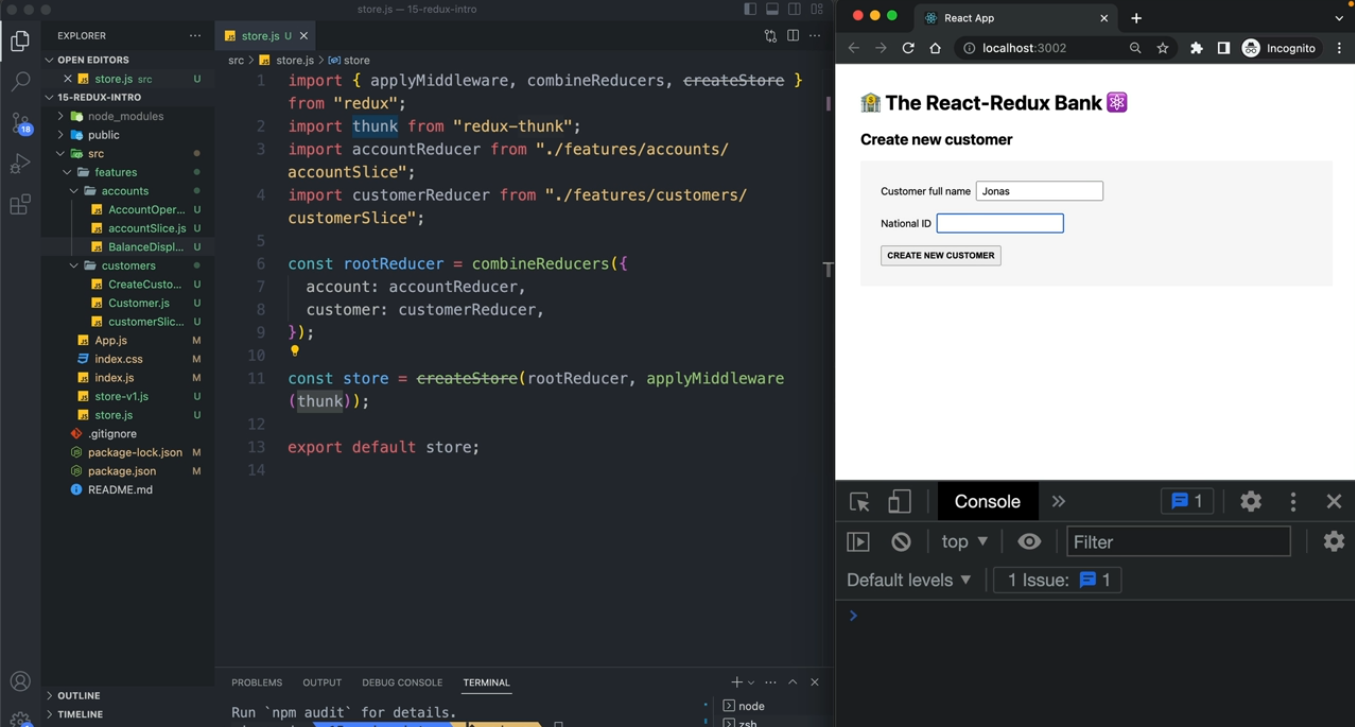 store.js — 15-redux-intro
EXPLORER
OPEN EDITORS
store.js src U
15-REDUX-INTRO
node_modules
public
src
features
accounts
AccountOper... U
accountSlice.js U
BalanceDispl... U
customers
CreateCusto... U
Customer.js U
customerSlic... U
App.js M
index.css M
index.js M
store-v1.js U
store.js U
.gitignore
package-lock.json M
package.json M
README.md
OUTLINE
TIMELINE
18
store.js U
src > store.js > store
1 import { applyMiddleware, combineReducers, createStore }
from "redux";
2 import thunk from "redux-thunk";
3 import accountReducer from "./features/accounts/
accountSlice";
4 import customerReducer from "./features/customers/
customerSlice";
5
6 const rootReducer = combineReducers({
7 account: accountReducer,
8 customer: customerReducer,
9 });
10
11 const store = createStore(rootReducer, applyMiddleware
(thunk));
12
13 export default store;
14
PROBLEMS OUTPUT DEBUG CONSOLE TERMINAL
Run `npm audit` for details.
node
zsh
React App
localhost:3002
Incognito
The React-Redux Bank
Create new customer
Customer full name Jonas
National ID
CREATE NEW CUSTOMER
Console
1
top
Filter
Default levels
1 Issue: 1